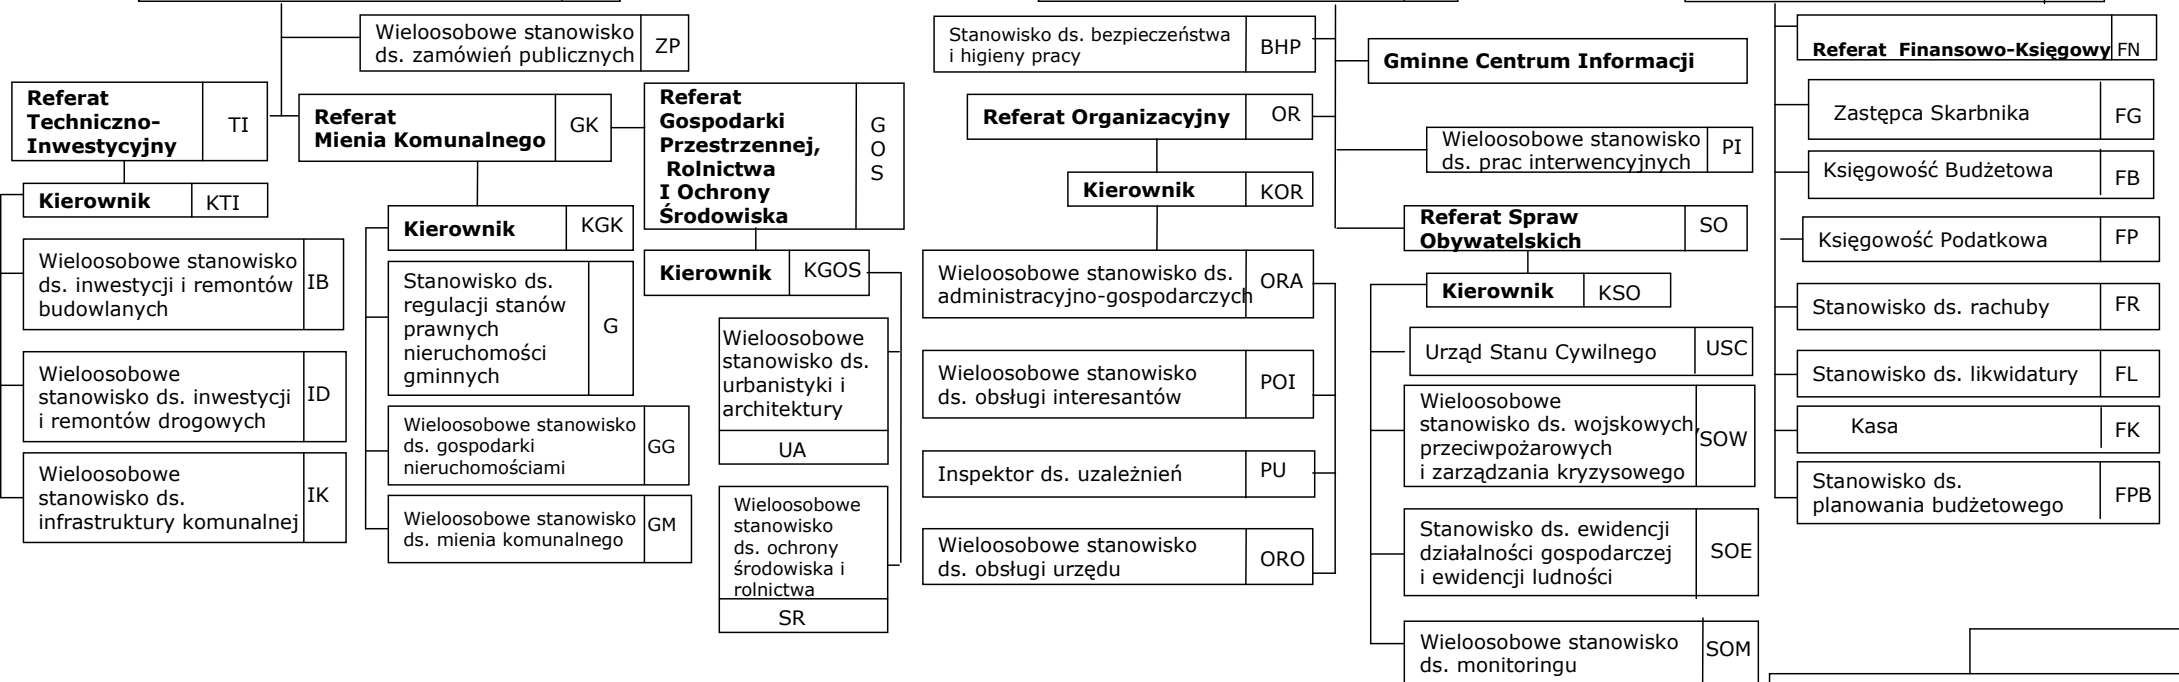 Wieloosobowe stanowisko
ds. zamówień publicznych
ZP
Referat
Techniczno-
Inwestycyjny
TI
Kierownik
KTI
Wieloosobowe stanowisko
ds. inwestycji i remontów
budowlanych
IB
Wieloosobowe
stanowisko ds. inwestycji
i remontów drogowych
ID
Wieloosobowe
stanowisko ds.
infrastruktury komunalnej
IK
Referat
Mienia Komunalnego
GK
Kierownik
KGK
Stanowisko ds.
regulacji stanów
prawnych
nieruchomości
gminnych
G
Wieloosobowe stanowisko
ds. gospodarki
nieruchomościami
GG
Wieloosobowe stanowisko
ds. mienia komunalnego
GM
Referat
Gospodarki
Przestrzennej,
Rolnictwa
I Ochrony
Środowiska
G
O
S
Kierownik
KGOS
Wieloosobowe
stanowisko ds.
urbanistyki i
architektury
UA
Wieloosobowe
stanowisko
ds. ochrony
środowiska i
rolnictwa
SR
Stanowisko ds. bezpieczeństwa
i higieny pracy
BHP
Referat Organizacyjny
OR
Kierownik
KOR
Wieloosobowe stanowisko ds.
administracyjno-gospodarczych
ORA
Wieloosobowe stanowisko
ds. obsługi interesantów
POI
Inspektor ds. uzależnień
PU
Wieloosobowe stanowisko
ds. obsługi urzędu
ORO
Gminne Centrum Informacji
Wieloosobowe stanowisko
ds. prac interwencyjnych
PI
Referat Spraw
Obywatelskich
SO
Kierownik
KSO
Urząd Stanu Cywilnego
USC
Wieloosobowe
stanowisko ds. wojskowych,
przeciwpożarowych
i zarządzania kryzysowego
SOW
Stanowisko ds. ewidencji
działalności gospodarczej
i ewidencji ludności
SOE
Wieloosobowe stanowisko
ds. monitoringu
SOM
Referat Finansowo-Księgowy
FN
Zastępca Skarbnika
FG
Księgowość Budżetowa
FB
Księgowość Podatkowa
FP
Stanowisko ds. rachuby
FR
Stanowisko ds. likwidatury
FL
Kasa
FK
Stanowisko ds.
planowania budżetowego
FPB